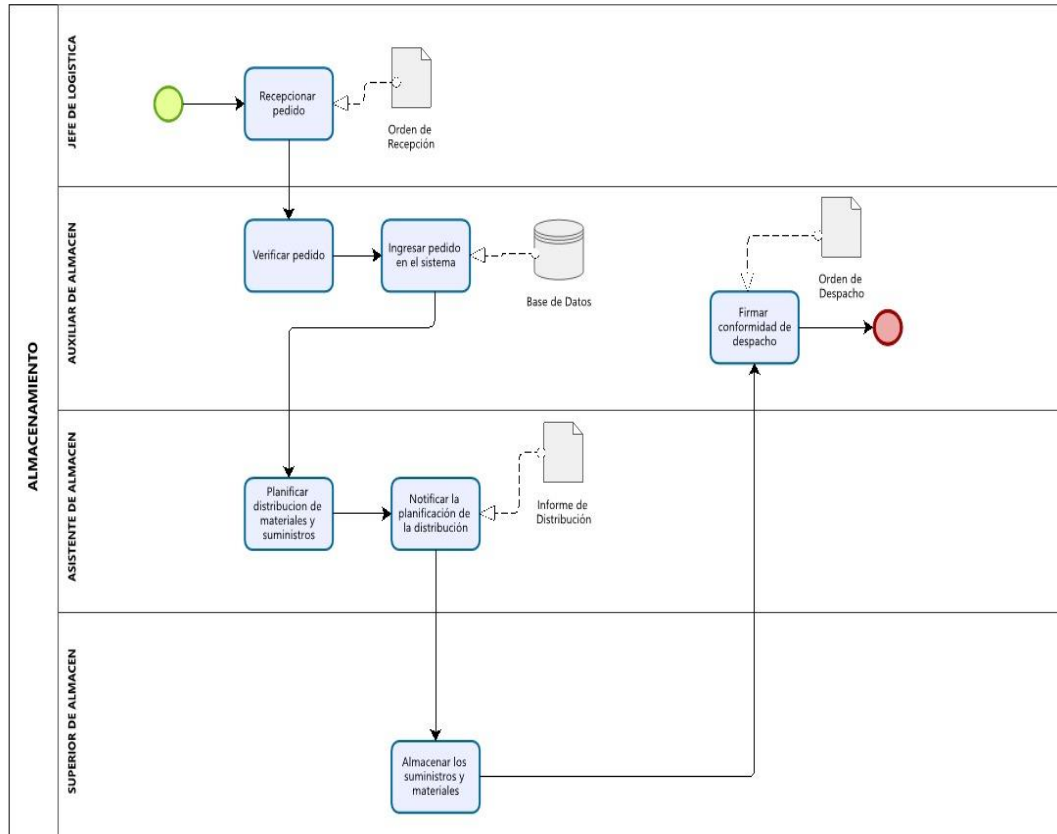 ALMACENAMIENTO
JEFE DE LOGISTICA
Recepcionar
pedido
Orden de
Recepción
AUXILIAR DE ALMACEN
Verificar pedido
Ingresar pedido
en el sistema
Base de Datos
Orden de
Despacho
Firmar
conformidad de
despacho
ASISTENTE DE ALMACEN
Planificar
distribucion de
materiales y
suministros
Notificar la
planificación de
la distribución
Informe de
Distribución
SUPERIOR DE ALMACEN
Almacenar los
suministros y
materiales